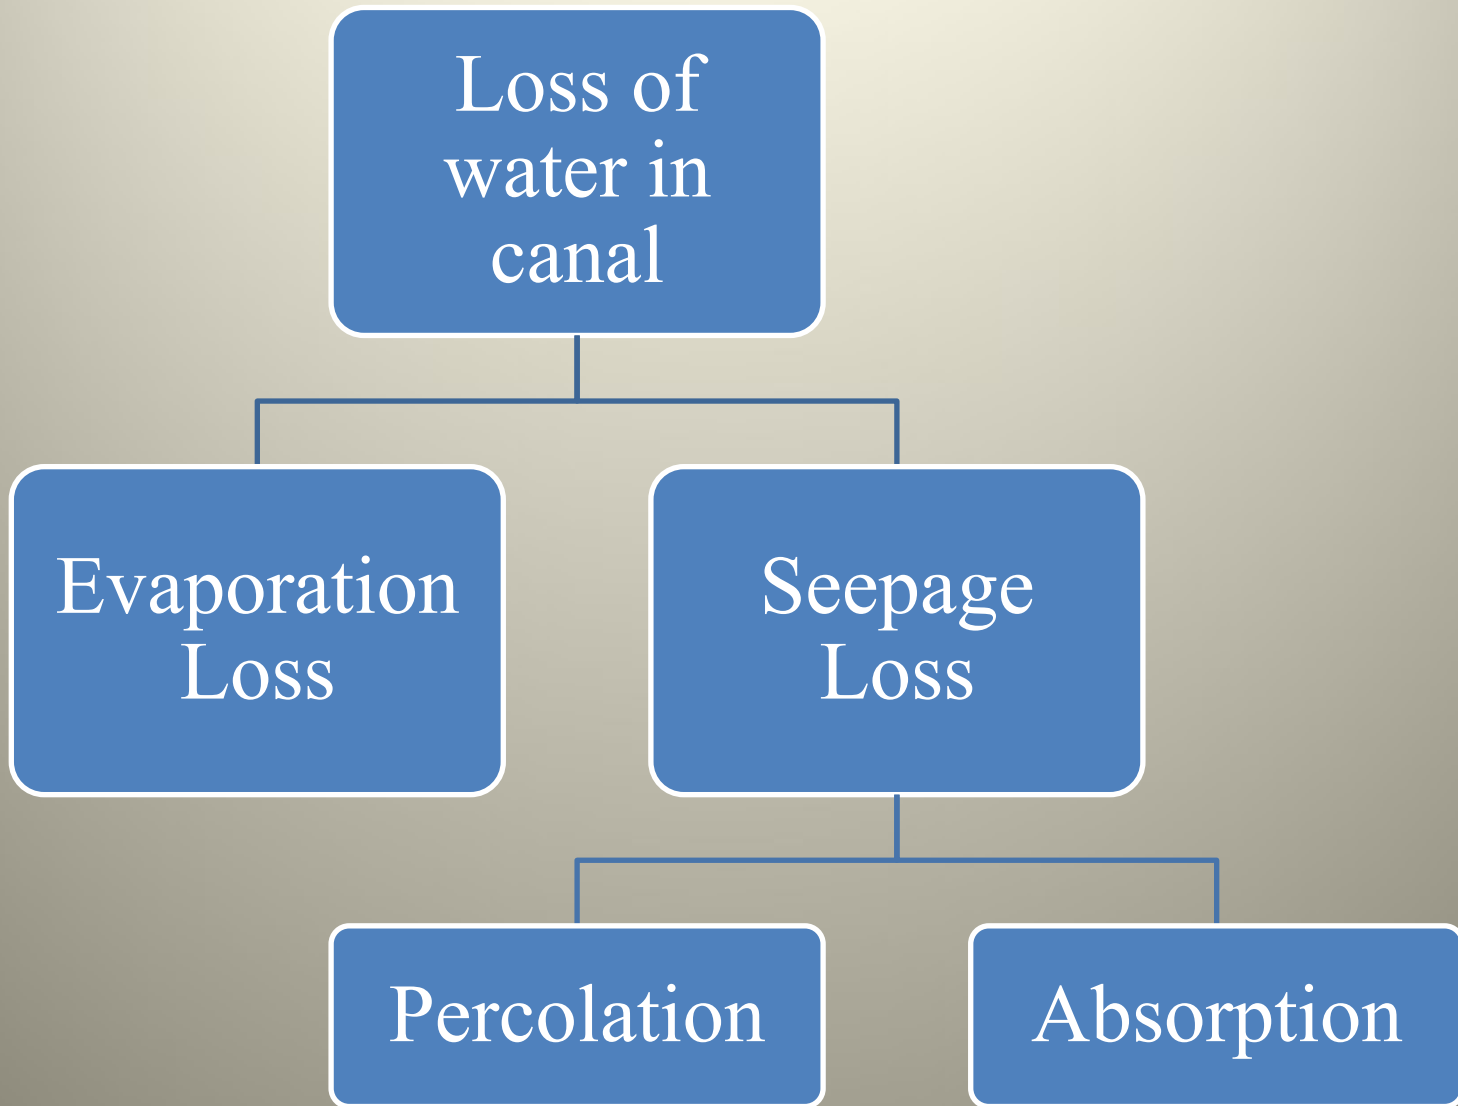 Loss of
water in
canal
Evaporation
Loss
Seepage
Loss
Percolation
Absorption